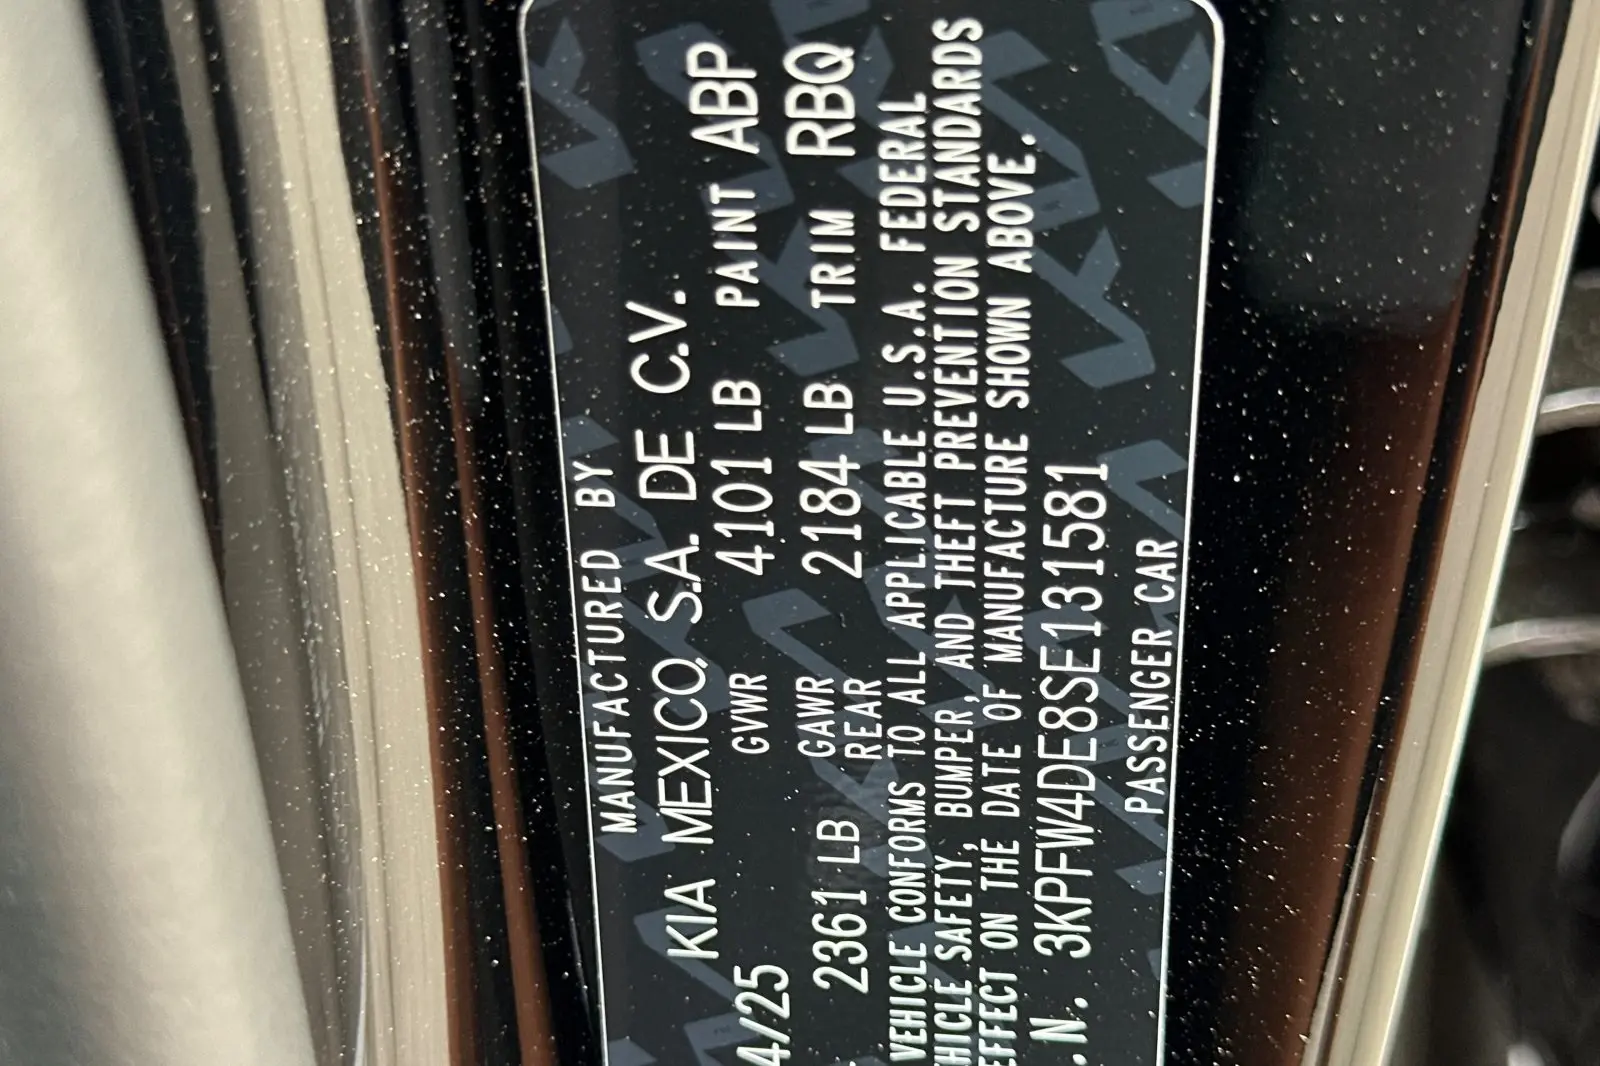 MANUFACTURED BY
KIA MEXICO. S.A. DE C.V.
4/25 GVWR 4101 LB PAINT ABP
2361 LB GAWR REAR 2184 LB TRIM RBQ
VEHICLE CONFORMS TO ALL APPLICABLE U.S.A. FEDERAL
HICLE SAFETY, BUMPER, AND THEFT PREVENTION STANDARDS
EFFECT ON THE DATE OF MANUFACTURE SHOWN ABOVE.
.N. 3KPFW4DE8SE131581
PASSENGER CAR